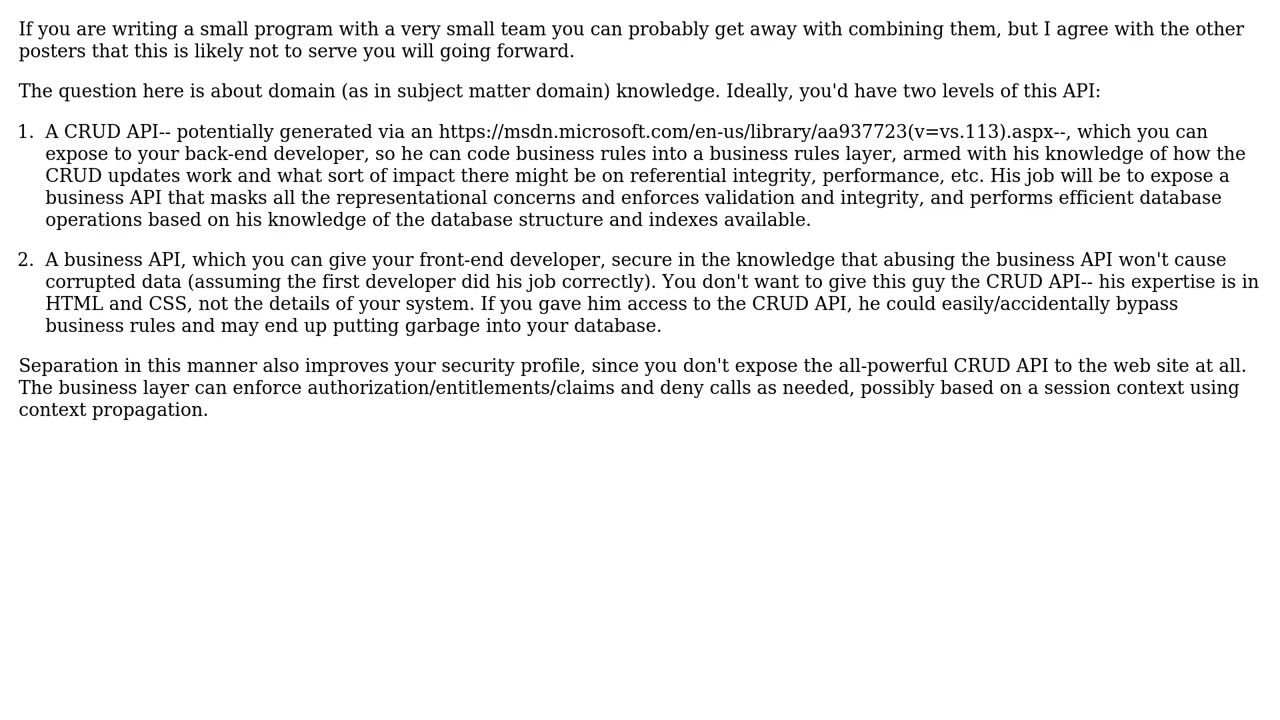 If you are writing a small program with a very small team you can probably get away with combining them, but I agree with the other
posters that this is likely not to serve you will going forward.
The question here is about domain (as in subject matter domain) knowledge. Ideally, you'd have two levels of this API:
1. A CRUD API-- potentially generated via an https://msdn.microsoft.com/en-us/library/aa937723(v=vs.113).aspx--, which you can
expose to your back-end developer, so he can code business rules into a business rules layer, armed with his knowledge of how the
CRUD updates work and what sort of impact there might be on referential integrity, performance, etc. His job will be to expose a
business API that masks all the representational concerns and enforces validation and integrity, and performs efficient database
operations based on his knowledge of the database structure and indexes available.
2. A business API, which you can give your front-end developer, secure in the knowledge that abusing the business API won't cause
corrupted data (assuming the first developer did his job correctly). You don't want to give this guy the CRUD API-- his expertise is in
HTML and CSS, not the details of your system. If you gave him access to the CRUD API, he could easily/accidentally bypass
business rules and may end up putting garbage into your database.
Separation in this manner also improves your security profile, since you don't expose the all-powerful CRUD API to the web site at all.
The business layer can enforce authorization/entitlements/claims and deny calls as needed, possibly based on a session context using
context propagation.